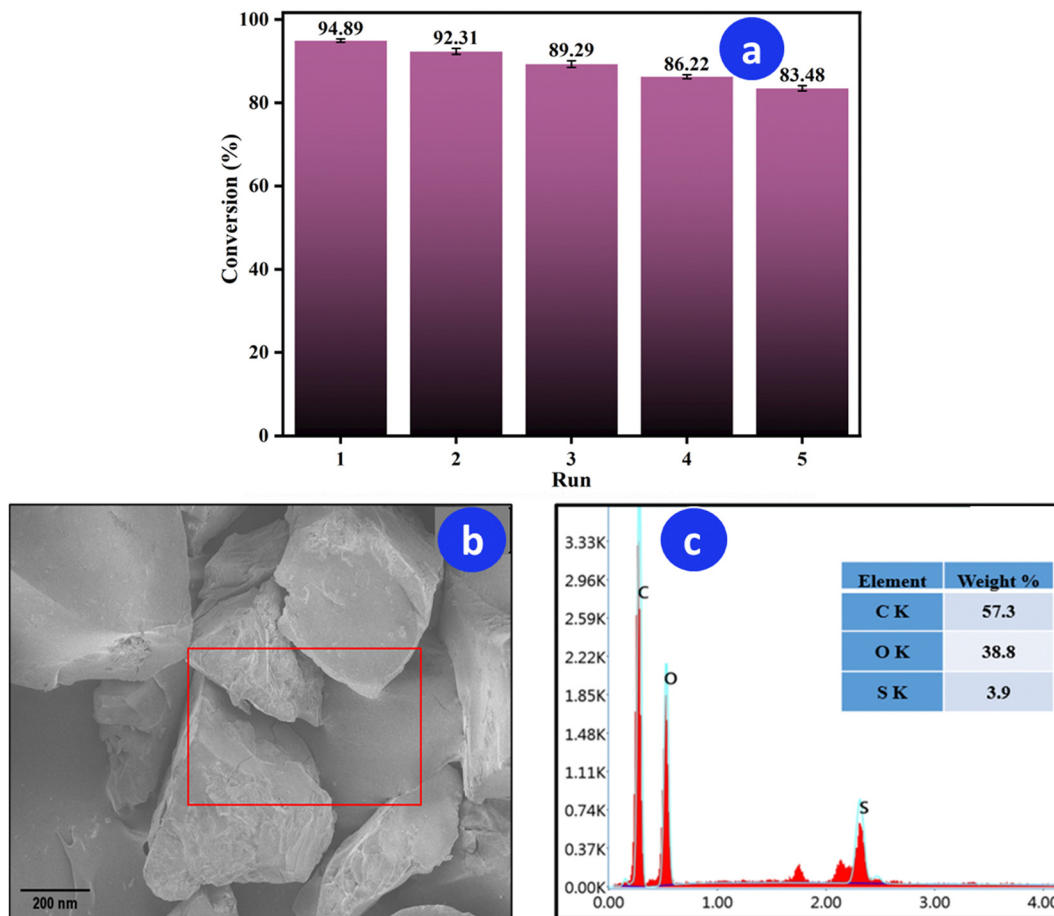 a
94.89
92.31
89.29
86.22
83.48
100
80
60
40
20
0
Conversion (%)
1 2 3 4 5
Run
b
200 nm
c
3.33K
2.96K
2.59K
2.22K
1.85K
1.48K
1.11K
0.74K
0.37K
0.00K
C
O
S
Element Weight %
C K 57.3
O K 38.8
S K 3.9
0.00 1.00 2.00 3.00 4.0